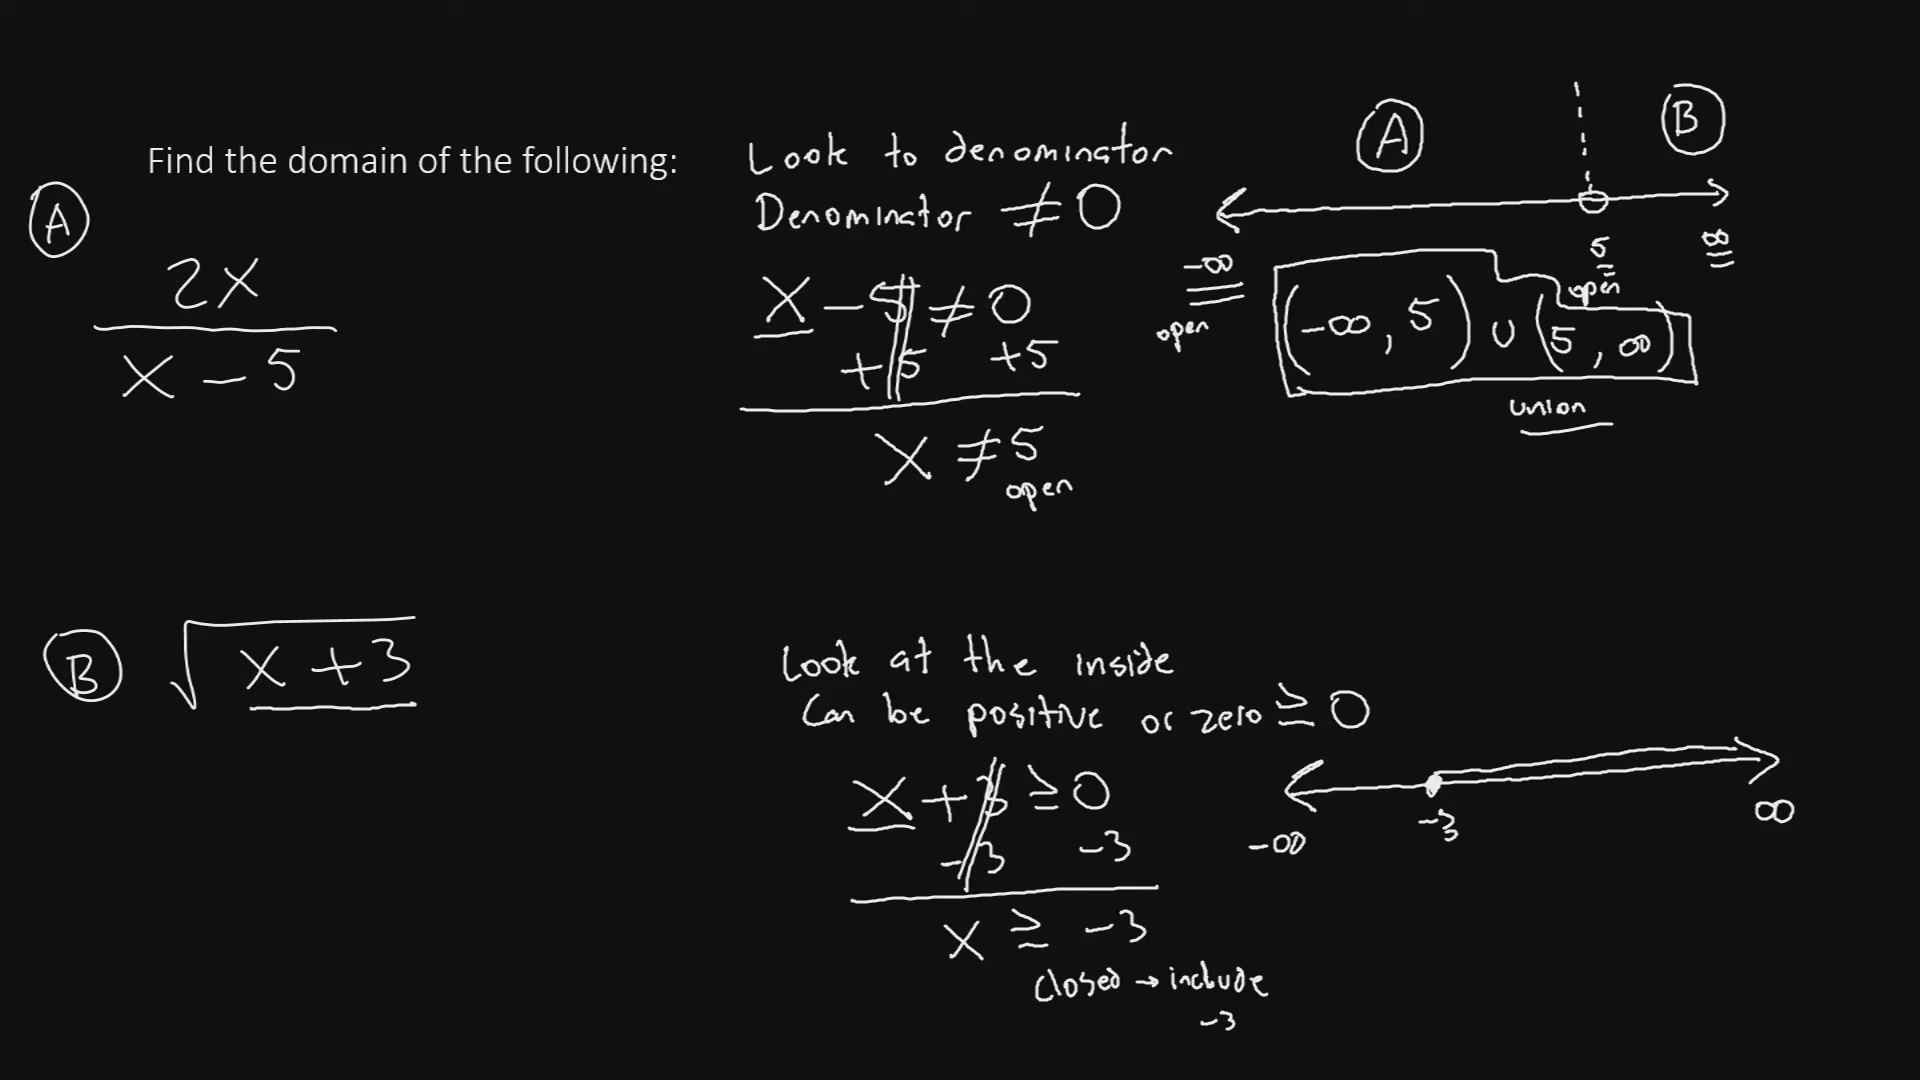 Find the domain of the following:
A
2x
x - 5
Look to denominator
Denominator ≠ 0
x - 5 ≠ 0
+5 +5
x ≠ 5
open
A B
-∞ 5 ∞
open open
(-∞, 5) ∪ (5, ∞)
union
B √x + 3
Look at the inside
Can be positive or zero ≥ 0
x + 3 ≥ 0
-3 -3
x ≥ -3
closed → include
-3
-∞ -3 ∞